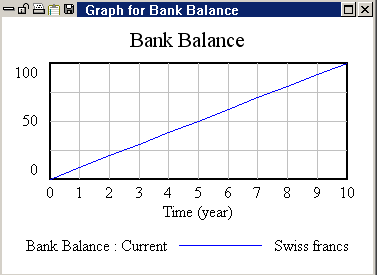 Graph for Bank Balance
Bank Balance
100
50
0
0 1 2 3 4 5 6 7 8 9 10
Time (year)
Bank Balance : Current Swiss francs